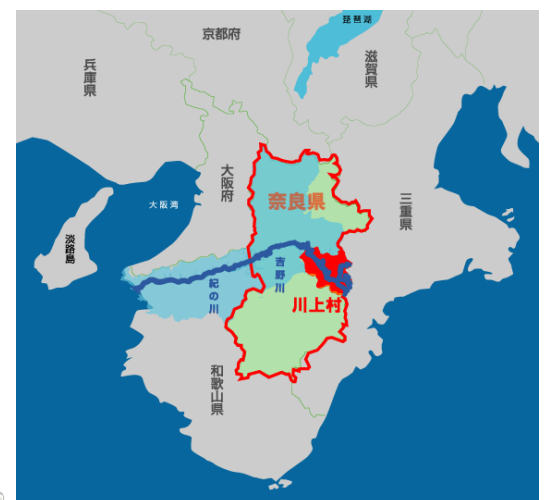 琵琶湖
京都府
滋賀県
兵庫県
大阪府
奈良県
三重県
大阪湾
淡路島
吉野川
紀の川
川上村
和歌山県